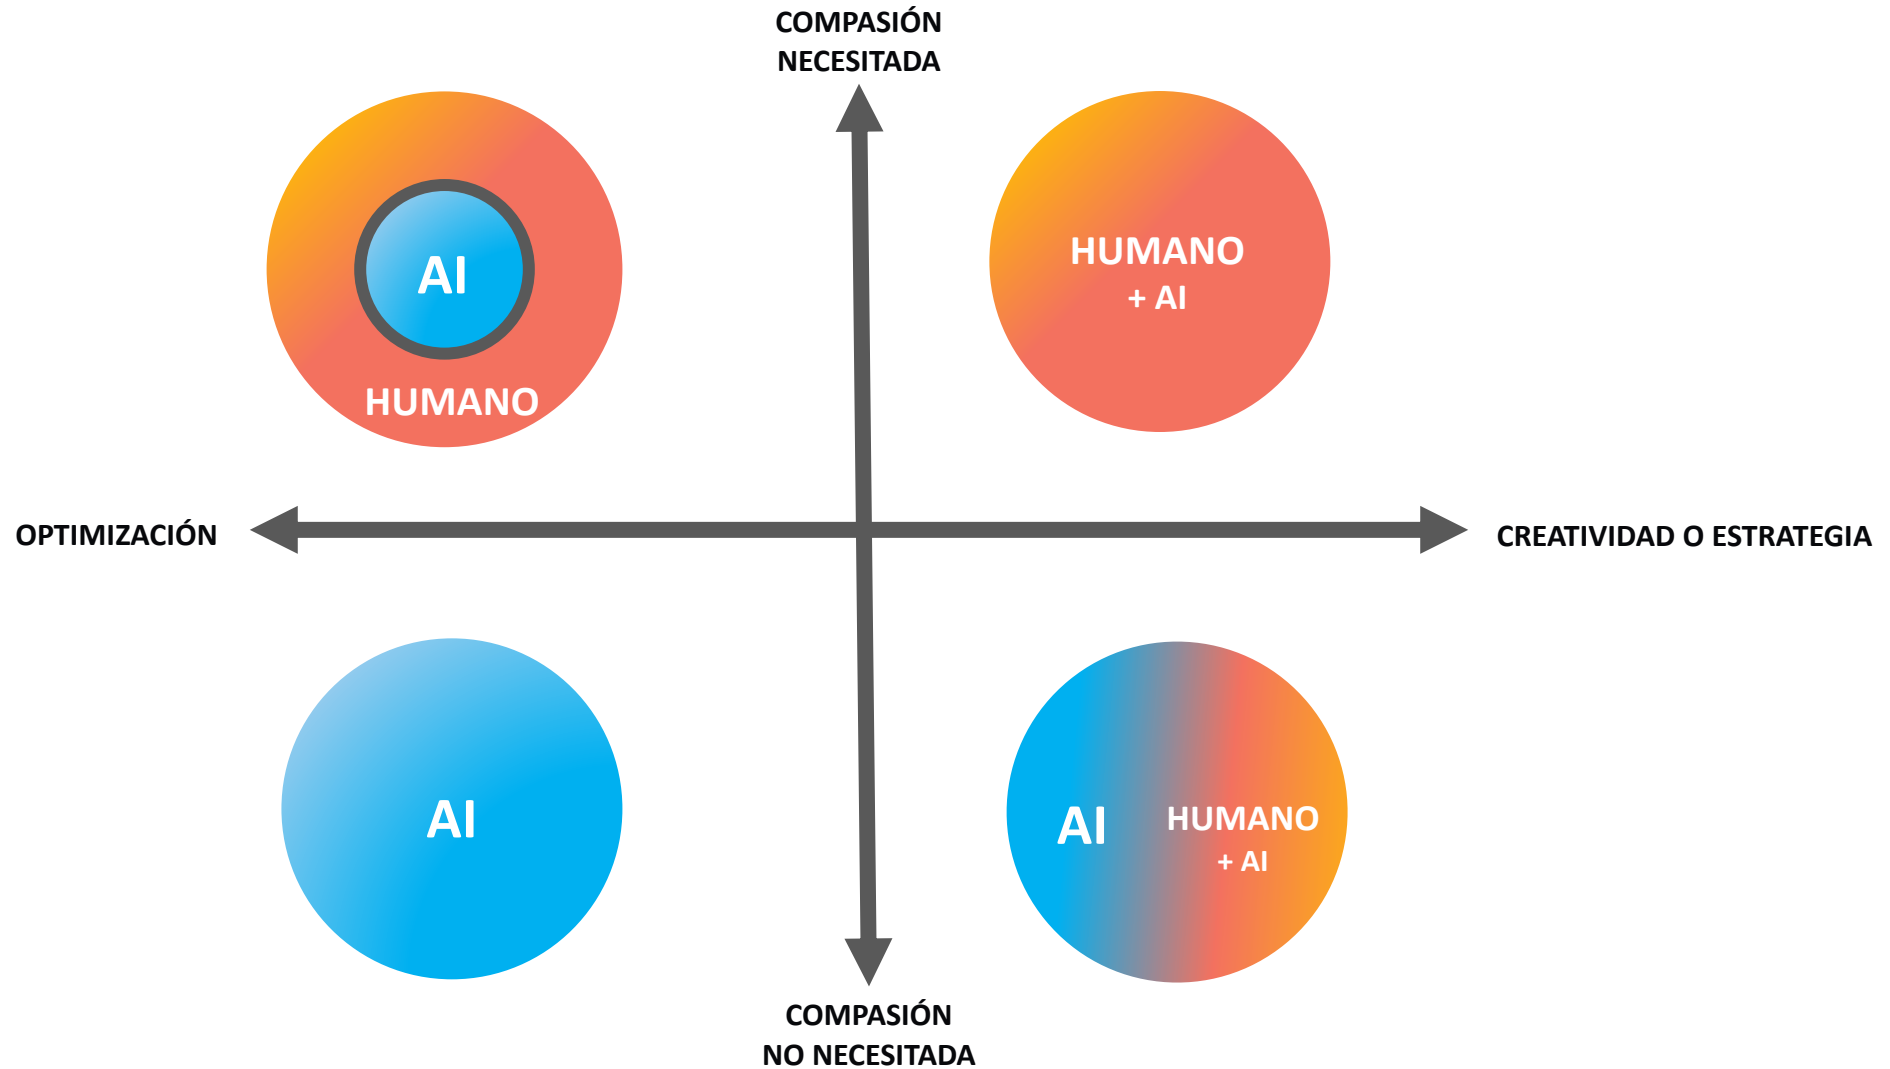 COMPASIÓN
NECESITADA
AI
HUMANO
HUMANO
+ AI
OPTIMIZACIÓN
CREATIVIDAD O ESTRATEGIA
AI
AI
HUMANO
+ AI
COMPASIÓN
NO NECESITADA